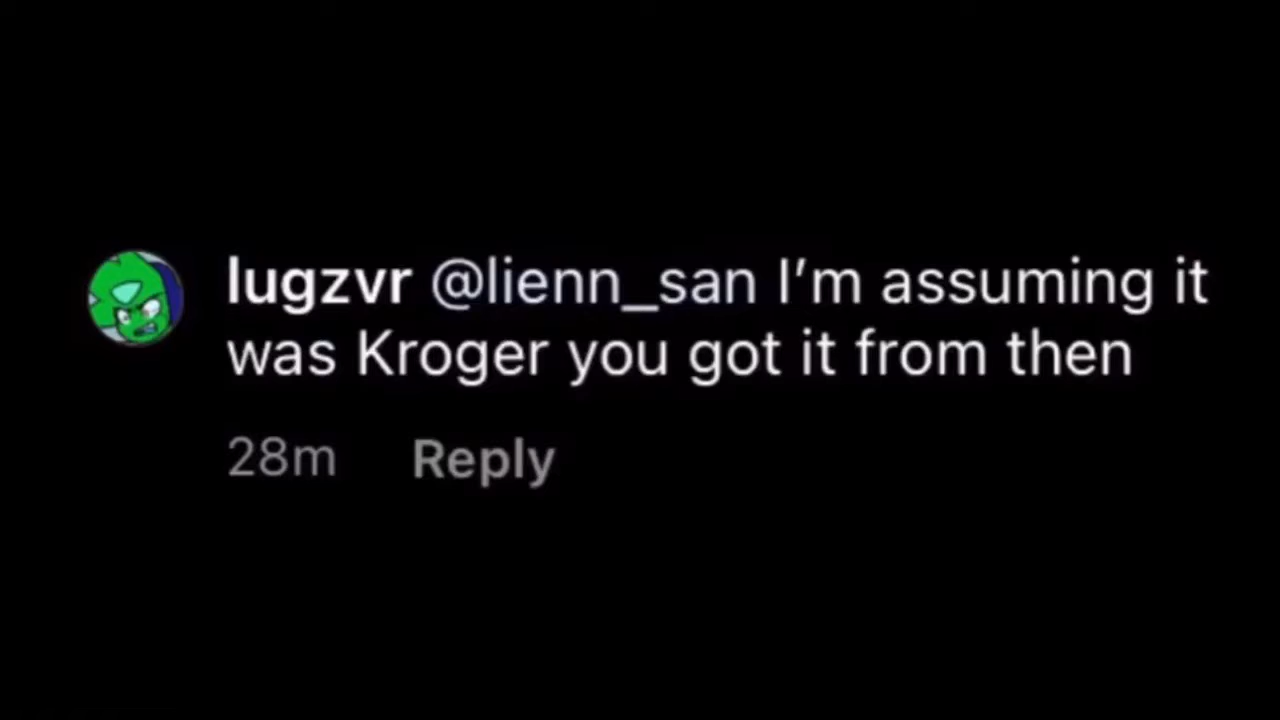 lugzvr @lienn_san I’m assuming it
was Kroger you got it from then
28m Reply